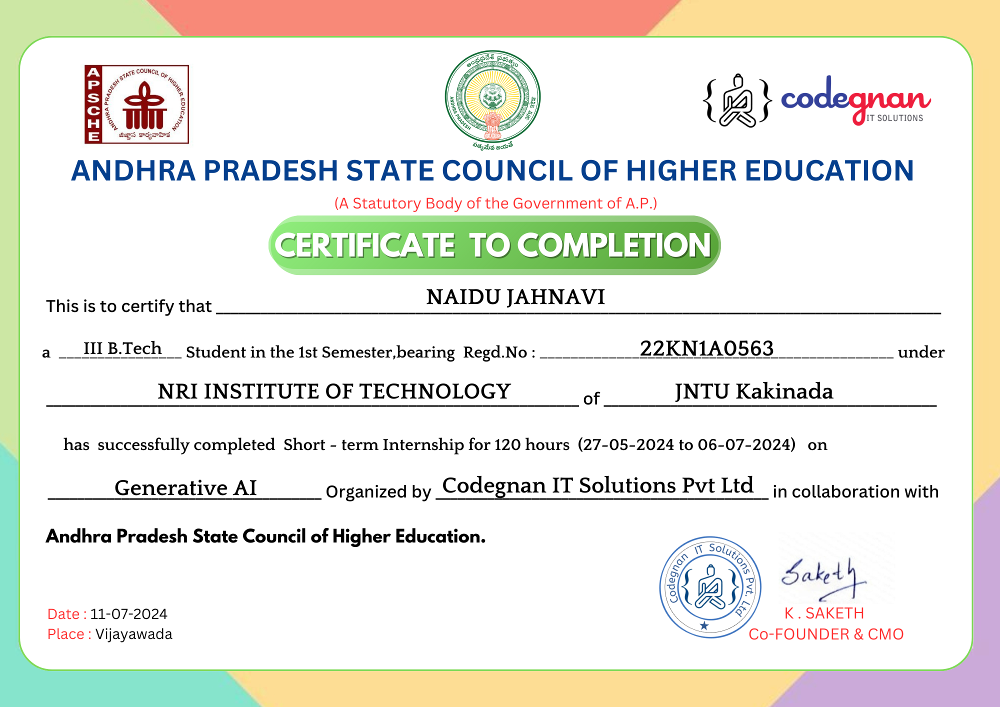 APSCHE
ANDHRA PRADESH STATE COUNCIL OF HIGHER EDUCATION
జిజ్ఞాస కార్యవాహిక
ఆంధ్రప్రదేశ్ ప్రభుత్వం
ANDHRA PRADESH
आंध्र प्रदेश
సత్యమేవ జయతే
codegnan
IT SOLUTIONS
ANDHRA PRADESH STATE COUNCIL OF HIGHER EDUCATION
(A Statutory Body of the Government of A.P.)
CERTIFICATE TO COMPLETION
This is to certify that NAIDU JAHNAVI
a III B.Tech Student in the 1st Semester,bearing Regd.No : 22KN1A0563 under
NRI INSTITUTE OF TECHNOLOGY of JNTU Kakinada
has successfully completed Short - term Internship for 120 hours (27-05-2024 to 06-07-2024) on
Generative AI Organized by Codegnan IT Solutions Pvt Ltd in collaboration with
Andhra Pradesh State Council of Higher Education.
Codegnan IT Solutions Pvt. Ltd
Saketh
Date : 11-07-2024
Place : Vijayawada
K . SAKETH
Co-FOUNDER & CMO